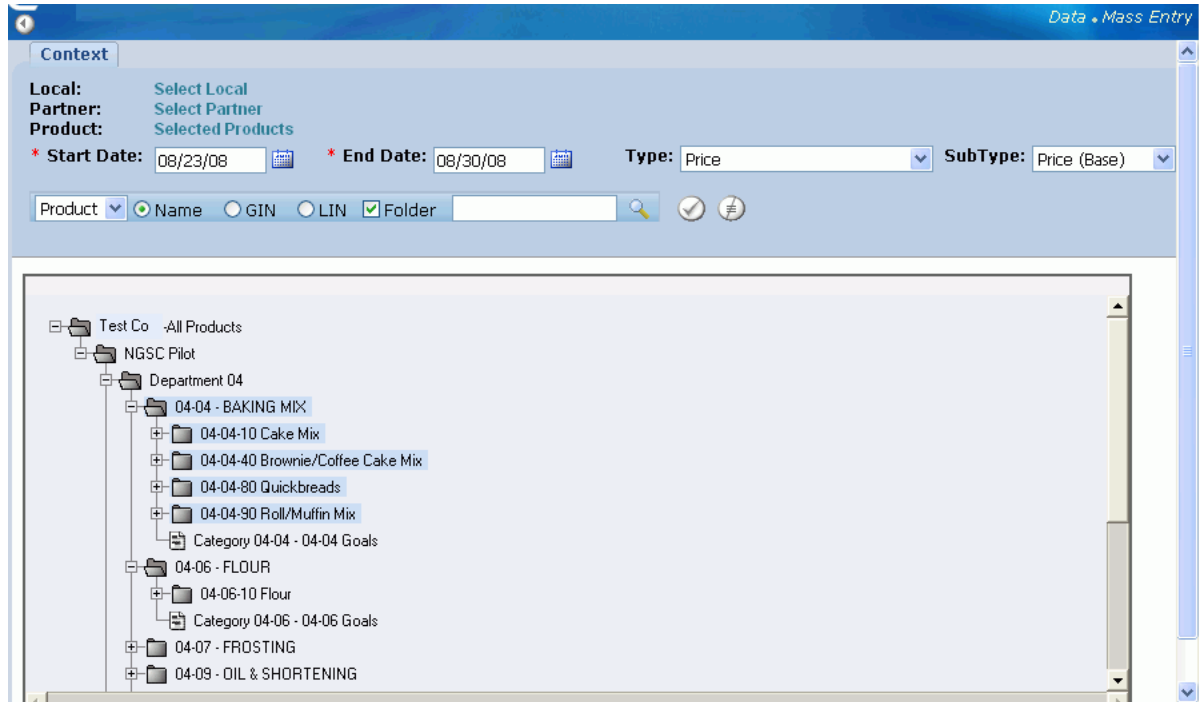 Data • Mass Entry
Context
Local: Select Local
Partner: Select Partner
Product: Selected Products
* Start Date: 08/23/08 * End Date: 08/30/08 Type: Price SubType: Price (Base)
Product Name GIN LIN Folder
Test Co -All Products
NGSC Pilot
Department 04
04-04 - BAKING MIX
04-04-10 Cake Mix
04-04-40 Brownie/Coffee Cake Mix
04-04-80 Quickbreads
04-04-90 Roll/Muffin Mix
Category 04-04 - 04-04 Goals
04-06 - FLOUR
04-06-10 Flour
Category 04-06 - 04-06 Goals
04-07 - FROSTING
04-09 - OIL & SHORTENING